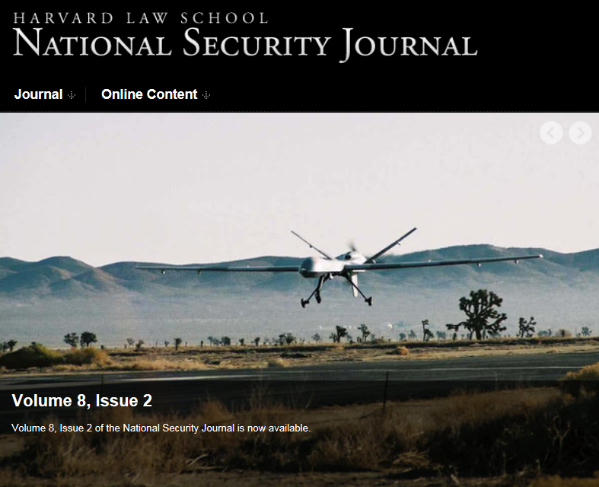 HARVARD LAW SCHOOL
NATIONAL SECURITY JOURNAL
Journal
Online Content
Volume 8, Issue 2
Volume 8, Issue 2 of the National Security Journal is now available.